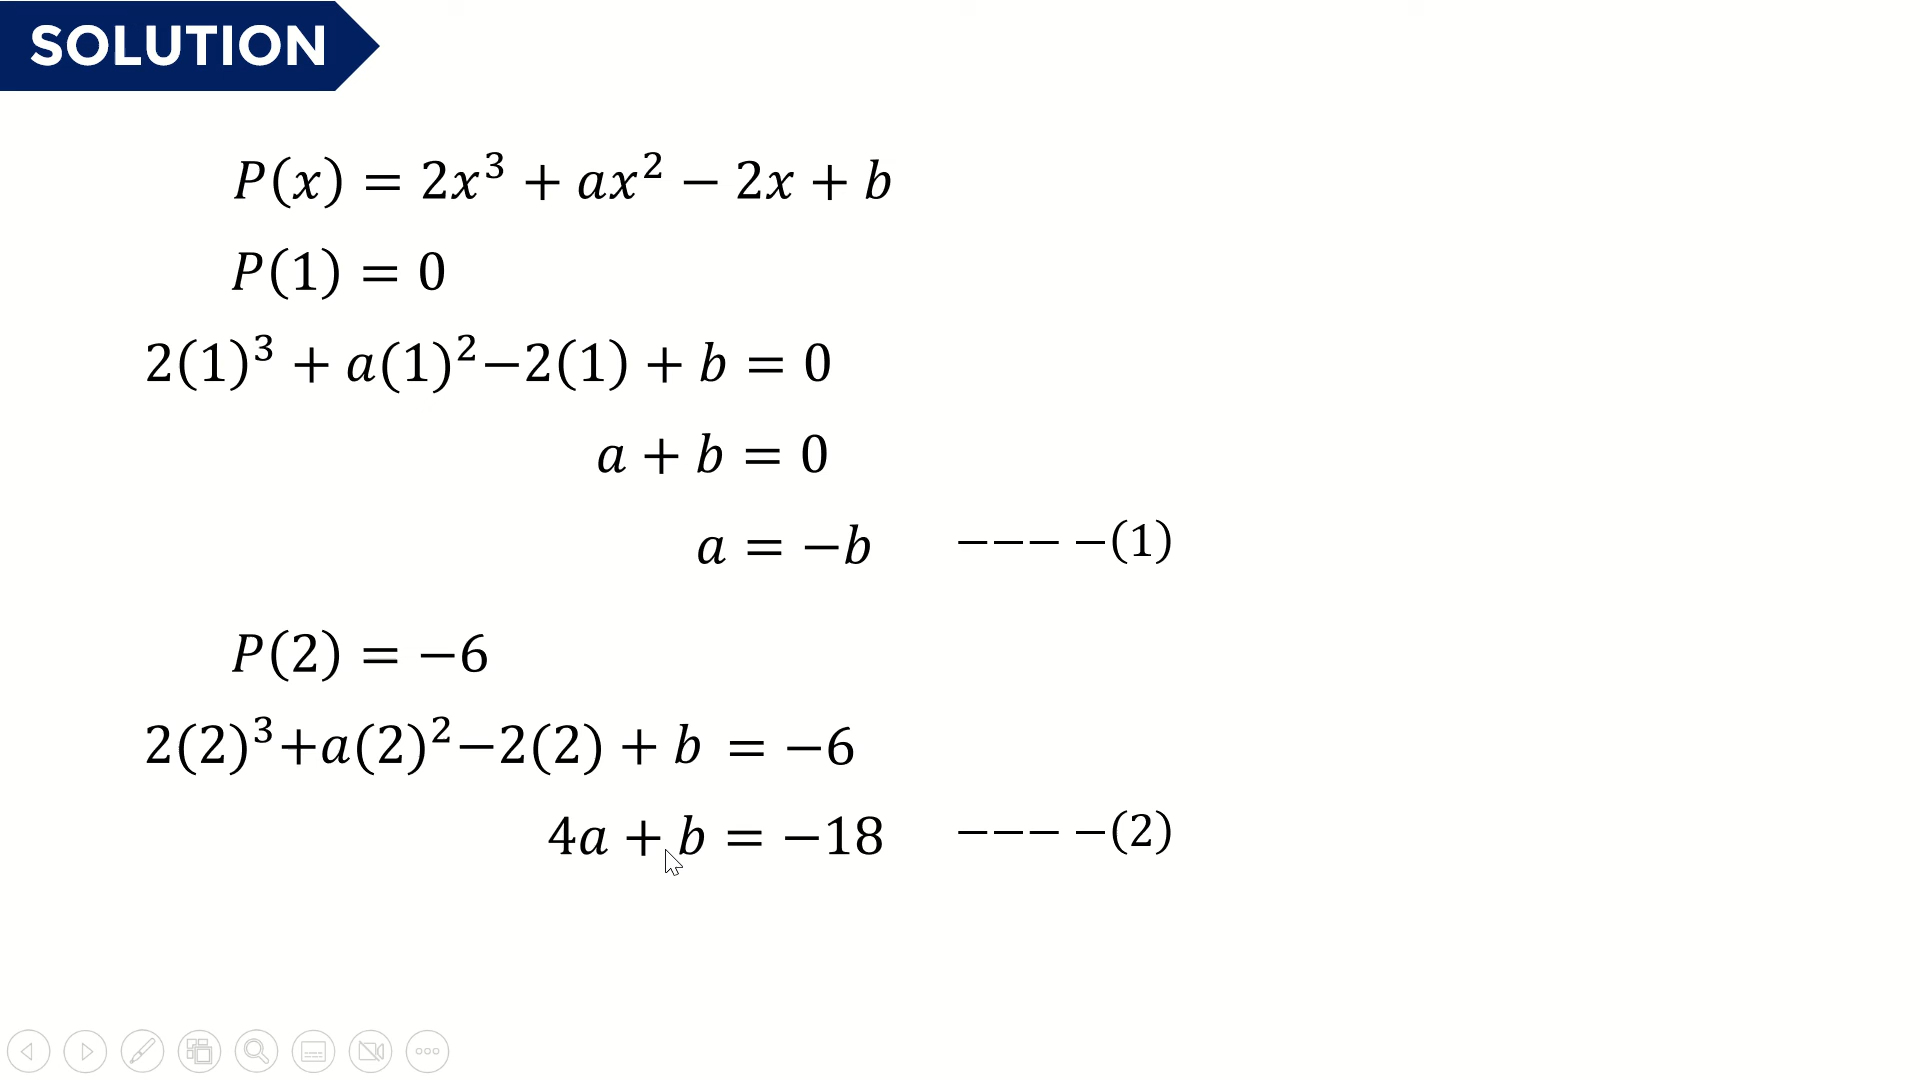 SOLUTION
P(x) = 2x³ + ax² − 2x + b
P(1) = 0
2(1)³ + a(1)²−2(1) + b = 0
a + b = 0
a = −b −−− −(1)
P(2) = −6
2(2)³+a(2)²−2(2) + b = −6
4a + b = −18 −−− −(2)